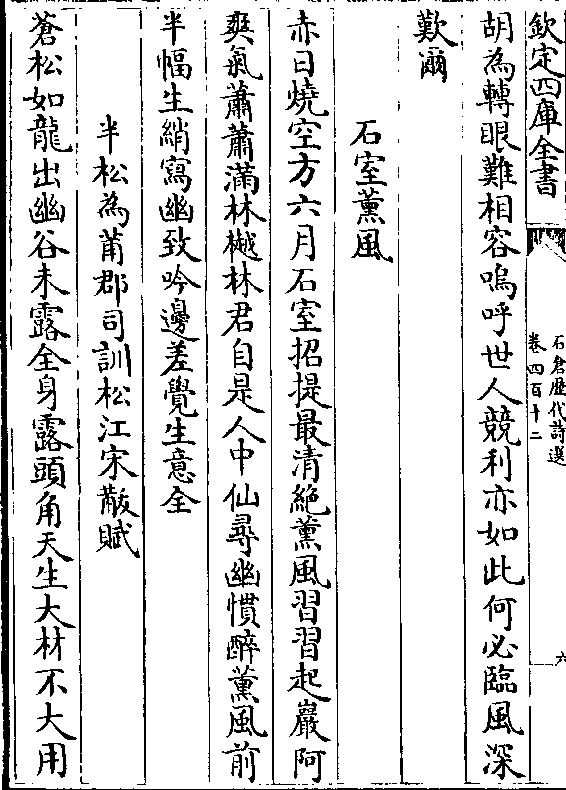 欽定四庫全書
石倉歴代詩選
卷四百十二
六
胡為轉眼難相容嗚呼世人競利亦如此何必臨風深
歎爾
石室薰風
赤日燒空方六月石室招提最清絶薰風習習起巖阿
爽氣蕭蕭滿林樾林君自是人中仙尋幽慣醉薰風前
半幅生綃寫幽致吟邊差覺生意全
半松為莆郡司訓松江宋黻賦
蒼松如龍出幽谷未露全身露頭角天生大材不大用